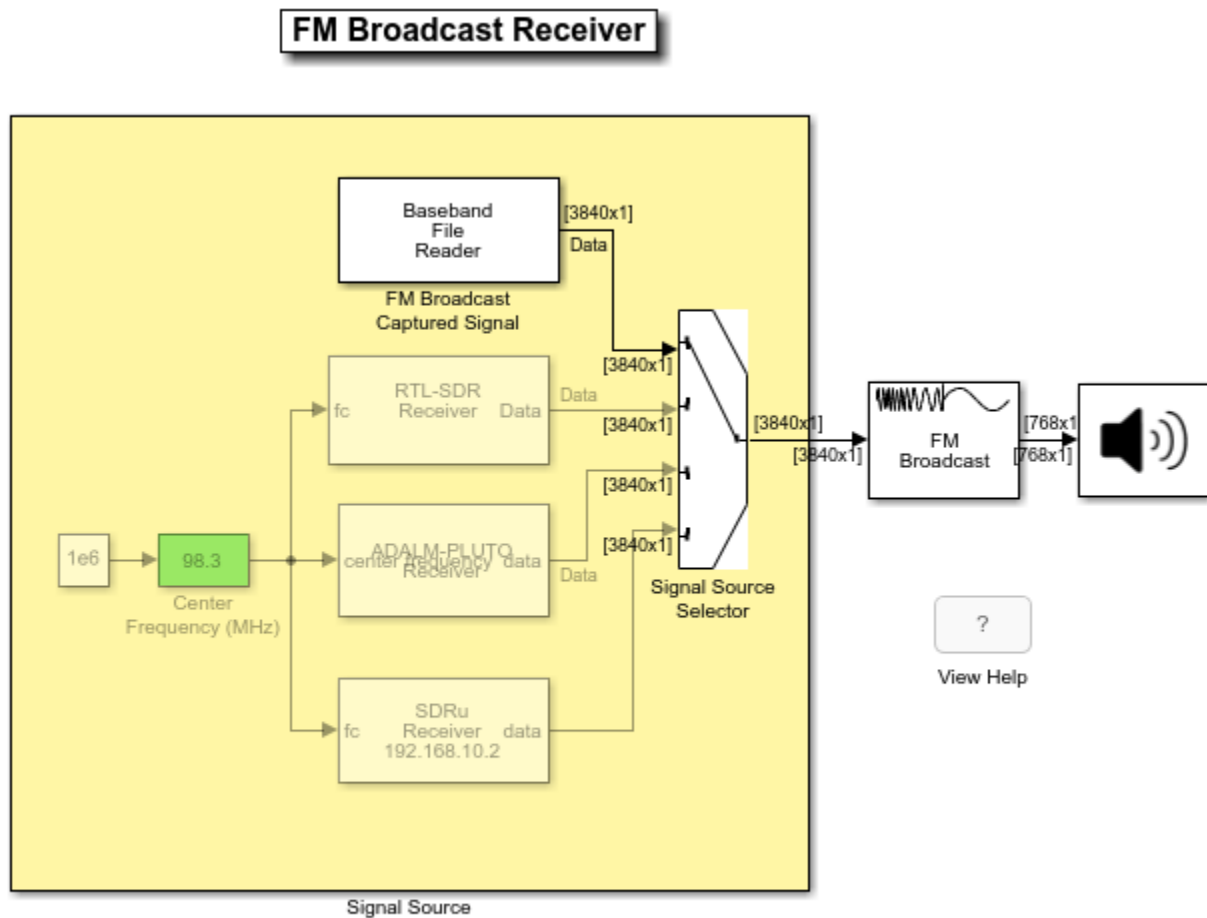 FM Broadcast Receiver
Baseband
File
Reader
[3840x1]
Data
FM Broadcast
Captured Signal
[3840x1]
RTL-SDR
fc Receiver Data
Data
[3840x1]
[3840x1]
[3840x1]
[768x1
FM
Broadcast
[768x1]
[3840x1]
1e6
98.3
ADALM-PLUTO
center frequency data
Receiver
Data
[3840x1]
Center
Frequency (MHz)
Signal Source
Selector
?
View Help
SDRu
fc Receiver data
192.168.10.2
Signal Source